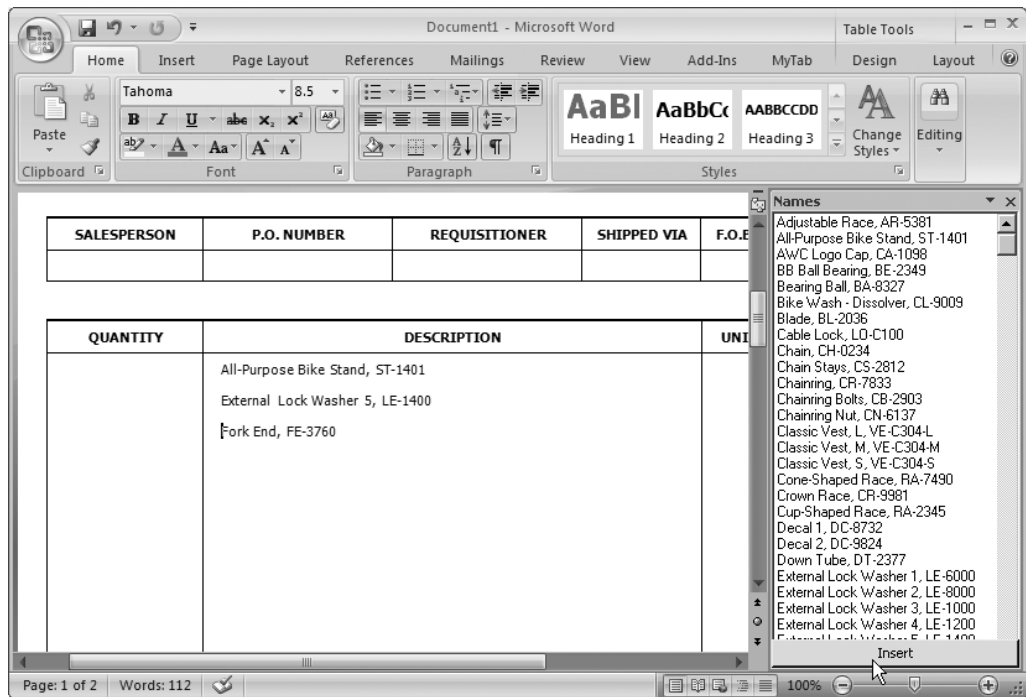 Document1 - Microsoft Word
Table Tools
Home Insert Page Layout References Mailings Review View Add-Ins MyTab Design Layout
Paste
Clipboard
Tahoma 8.5
B I U abc x₂ x² Aa
ab A Aa A A
Font
Paragraph
AaBl AaBbCc AABBCCDD
Heading 1 Heading 2 Heading 3
Styles
Change Styles
Editing
SALESPERSON P.O. NUMBER REQUISITIONER SHIPPED VIA F.O.B
QUANTITY DESCRIPTION UNI
All-Purpose Bike Stand, ST-1401
External Lock Washer 5, LE-1400
Fork End, FE-3760
Names
Adjustable Race, AR-5381
All-Purpose Bike Stand, ST-1401
AWC Logo Cap, CA-1098
BB Ball Bearing, BE-2349
Bearing Ball, BA-8327
Bike Wash - Dissolver, CL-9009
Blade, BL-2036
Cable Lock, LO-C100
Chain, CH-0234
Chain Stays, CS-2812
Chainring, CR-7833
Chainring Bolts, CB-2903
Chainring Nut, CN-6137
Classic Vest, L, VE-C304-L
Classic Vest, M, VE-C304-M
Classic Vest, S, VE-C304-S
Cone-Shaped Race, RA-7490
Crown Race, CR-9981
Cup-Shaped Race, RA-2345
Decal 1, DC-8732
Decal 2, DC-9824
Down Tube, DT-2377
External Lock Washer 1, LE-6000
External Lock Washer 2, LE-8000
External Lock Washer 3, LE-1000
External Lock Washer 4, LE-1200
Insert
Page: 1 of 2 Words: 112 100%